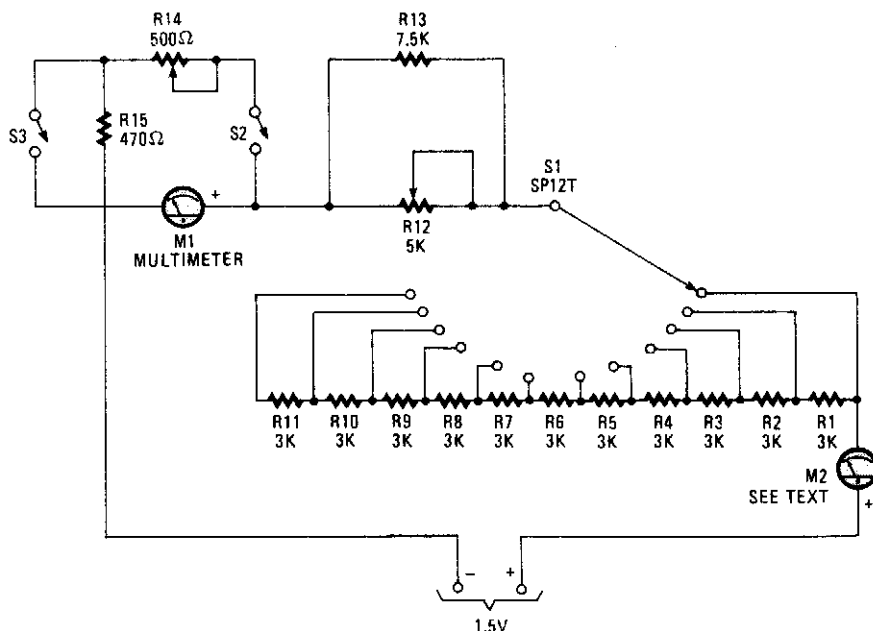 R14
500Ω
R13
7.5K
S3
R15
470Ω
S2
S1
SP12T
+
M1
MULTIMETER
R12
5K
R11
3K
R10
3K
R9
3K
R8
3K
R7
3K
R6
3K
R5
3K
R4
3K
R3
3K
R2
3K
R1
3K
M2
SEE TEXT
+
−
+
1.5V